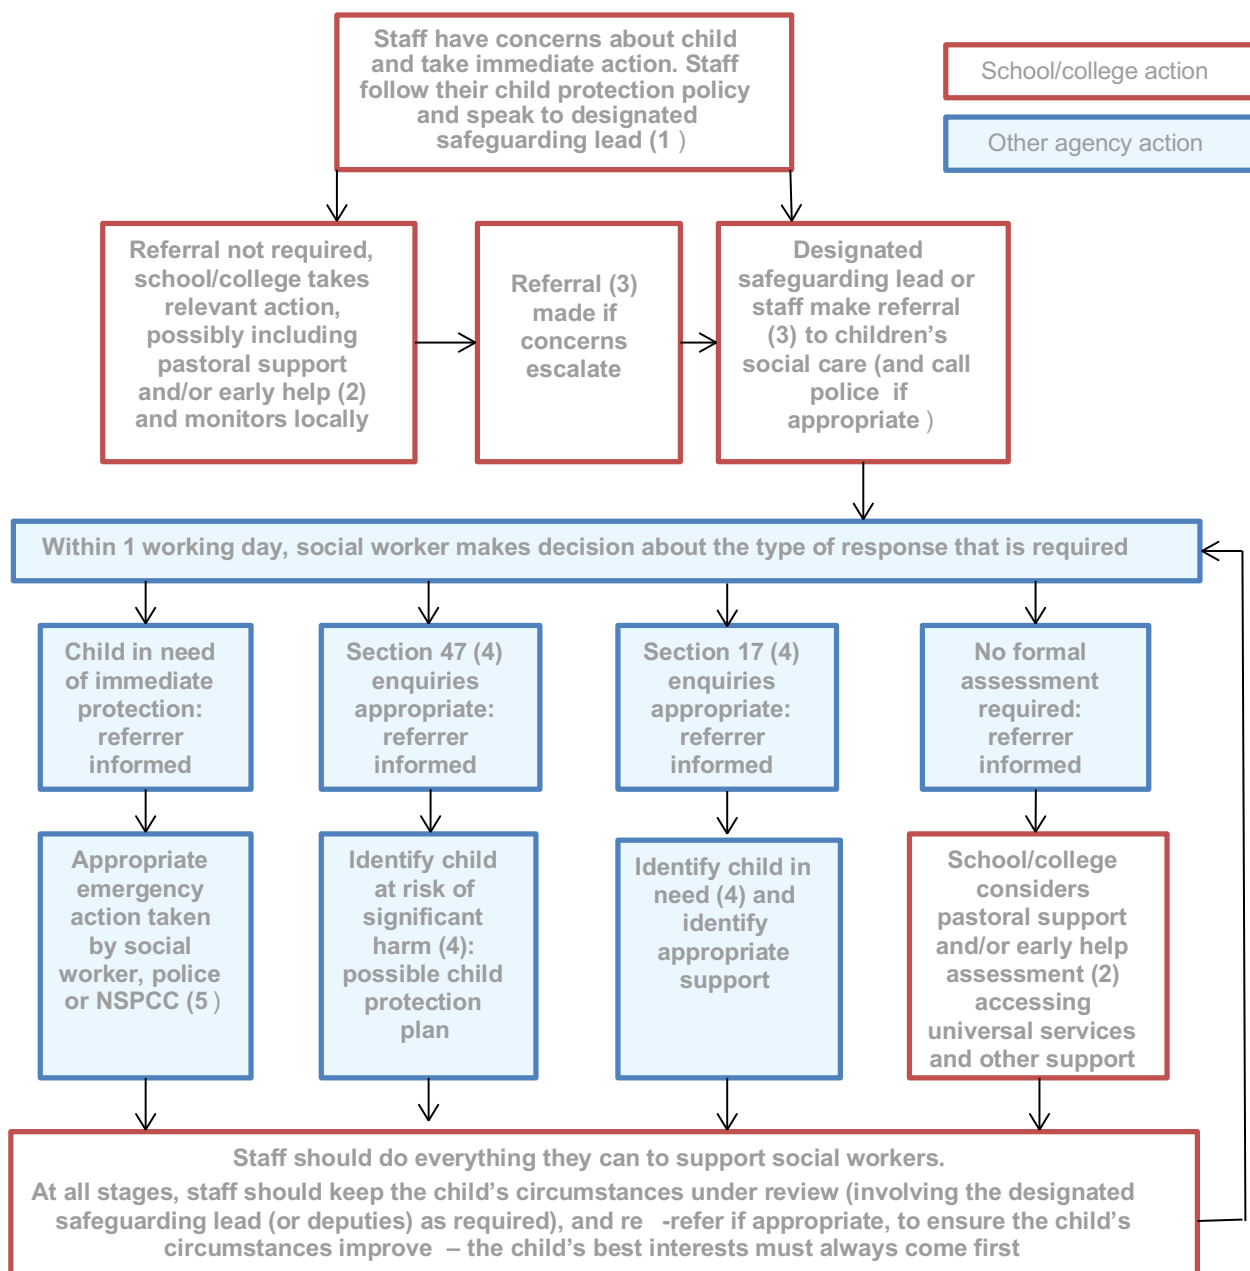 Staff have concerns about child
and take immediate action. Staff
follow their child protection policy
and speak to designated
safeguarding lead (1 )
School/college action
Other agency action
Referral not required,
school/college takes
relevant action,
possibly including
pastoral support
and/or early help (2)
and monitors locally
Referral (3)
made if
concerns
escalate
Designated
safeguarding lead or
staff make referral
(3) to children’s
social care (and call
police if
appropriate )
Within 1 working day, social worker makes decision about the type of response that is required
Child in need
of immediate
protection:
referrer
informed
Section 47 (4)
enquiries
appropriate:
referrer
informed
Section 17 (4)
enquiries
appropriate:
referrer
informed
No formal
assessment
required:
referrer
informed
Appropriate
emergency
action taken
by social
worker, police
or NSPCC (5 )
Identify child
at risk of
significant
harm (4):
possible child
protection
plan
Identify child in
need (4) and
identify
appropriate
support
School/college
considers
pastoral support
and/or early help
assessment (2)
accessing
universal services
and other support
Staff should do everything they can to support social workers.
At all stages, staff should keep the child’s circumstances under review (involving the designated
safeguarding lead (or deputies) as required), and re -refer if appropriate, to ensure the child’s
circumstances improve – the child’s best interests must always come first